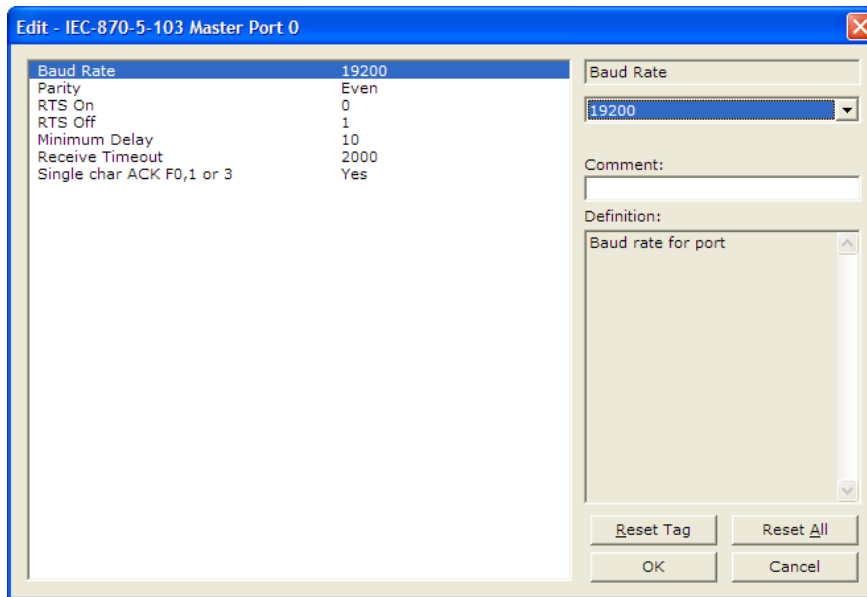 Edit - IEC-870-5-103 Master Port 0
Baud Rate 19200
Parity Even
RTS On 0
RTS Off 1
Minimum Delay 10
Receive Timeout 2000
Single char ACK F0,1 or 3 Yes
Baud Rate
19200
Comment:
Definition:
Baud rate for port
Reset Tag Reset All
OK Cancel